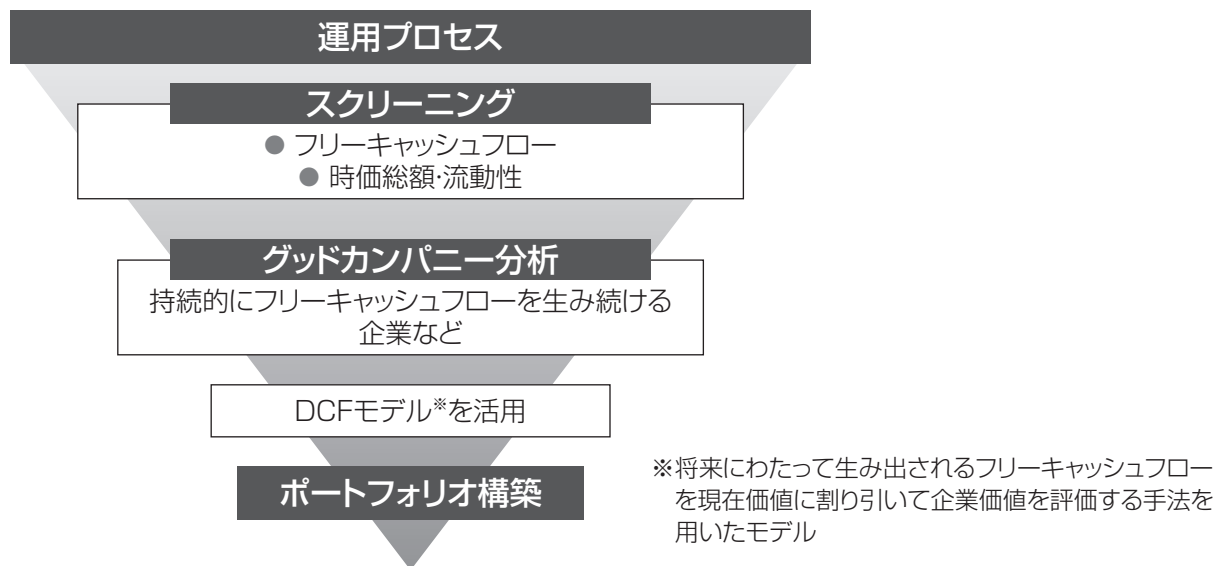 運用プロセス
スクリーニング
● フリーキャッシュフロー
● 時価総額・流動性
グッドカンパニー分析
持続的にフリーキャッシュフローを生み続ける
企業など
DCFモデル※を活用
ポートフォリオ構築
※将来にわたって生み出されるフリーキャッシュフロー
を現在価値に割り引いて企業価値を評価する手法を
用いたモデル